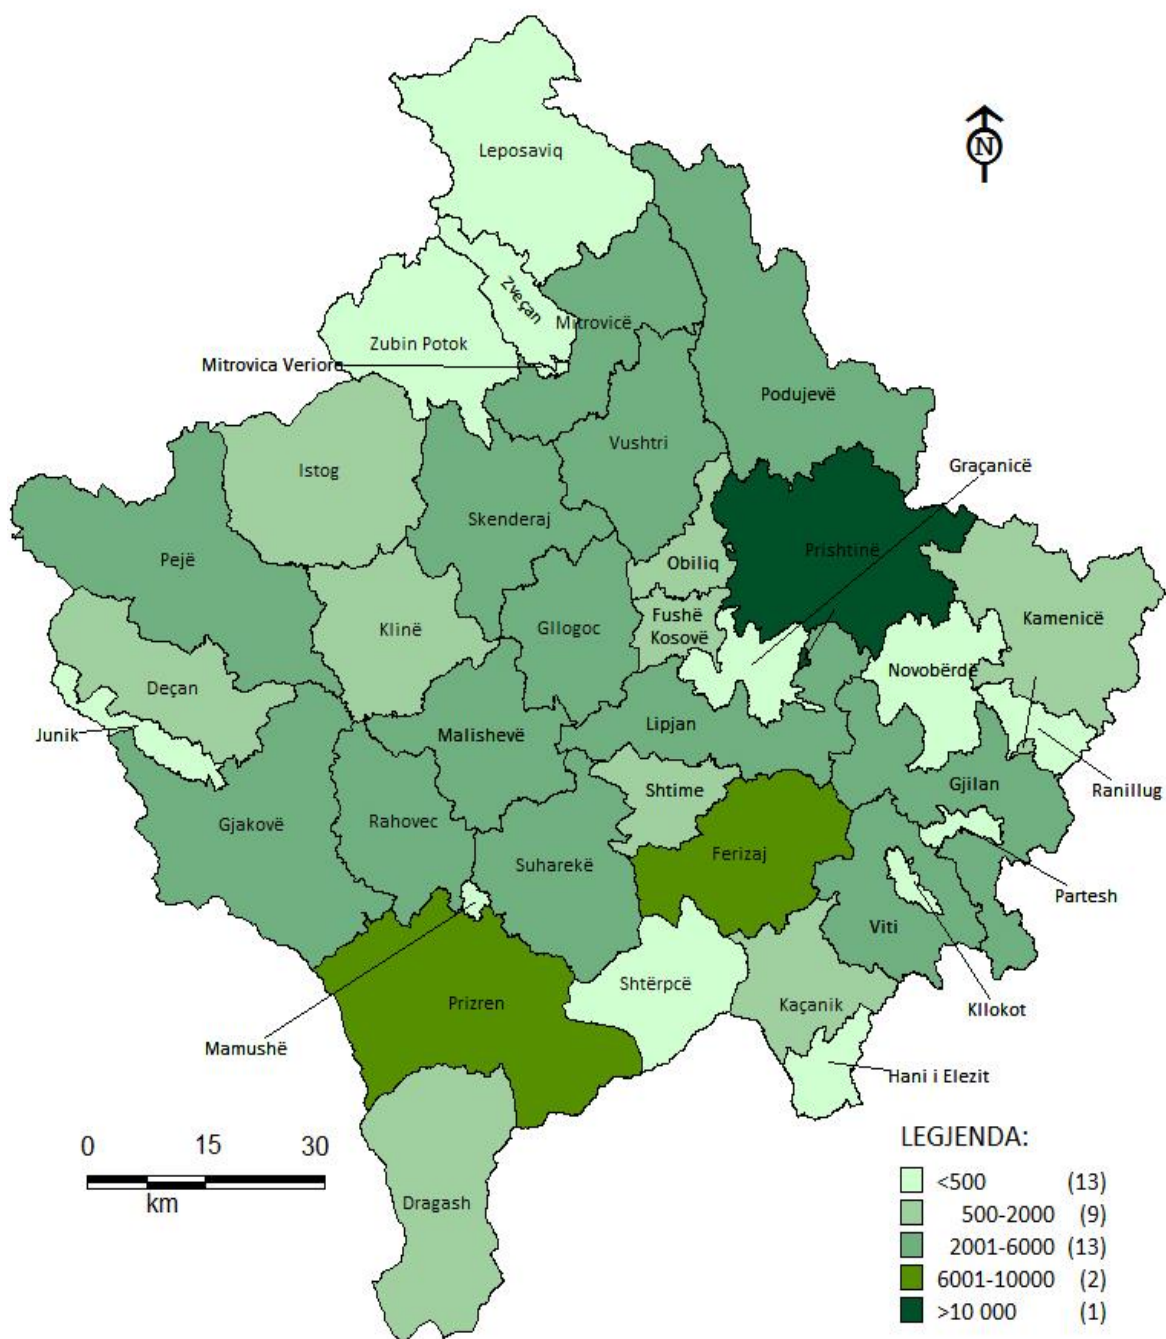 N
Leposaviq
Zveçan
Mitrovicë
Zubin Potok
Mitrovica Veriore
Podujevë
Vushtri
Graçanicë
Istog
Skenderaj
Prishtinë
Pejë
Obiliq
Kamenicë
Fushë
Kosovë
Klinë
Gllogoc
Novobërdë
Deçan
Junik
Malishevë
Lipjan
Gjilan
Ranillug
Shtime
Gjakovë
Rahovec
Suharekë
Ferizaj
Partesh
Viti
Shtërpcë
Prizren
Kaçanik
Kllokot
Mamushë
Hani i Elezit
Dragash
0 15 30
km
LEGJENDA:
<500 (13)
500-2000 (9)
2001-6000 (13)
6001-10000 (2)
>10 000 (1)